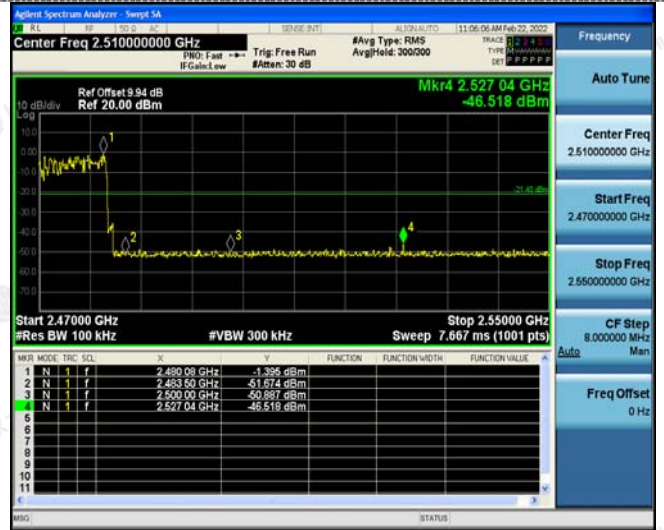 Agilent Spectrum Analyzer - Swept SA
RL RF 50 Ω AC SENSE:INT ALIGNAUTO 11:06:06 AM Feb 22, 2022
Center Freq 2.510000000 GHz
PNO: Fast
IFGain:Low
Trig: Free Run
#Atten: 30 dB
#Avg Type: RMS
Avg|Hold: 300/300
TRACE 1 2 3 4 5 6
TYPE
DET P P P P P P
Ref Offset 9.94 dB
Ref 20.00 dBm
10 dB/div
Log
Mkr4 2.527 04 GHz
-46.518 dBm
10.0
0.00
-10.0
-20.0
-30.0
-40.0
-50.0
-60.0
-70.0
1
2
3
4
-21.40 dBm
Start 2.47000 GHz Stop 2.55000 GHz
#Res BW 100 kHz #VBW 300 kHz Sweep 7.667 ms (1001 pts)
MKR MODE TRC SCL X Y FUNCTION FUNCTION WIDTH FUNCTION VALUE
1 N 1 f 2.480 08 GHz -1.395 dBm
2 N 1 f 2.483 50 GHz -51.674 dBm
3 N 1 f 2.500 00 GHz -50.887 dBm
4 N 1 f 2.527 04 GHz -46.518 dBm
5
6
7
8
9
10
11
MSG STATUS
Frequency
Auto Tune
Center Freq
2.510000000 GHz
Start Freq
2.470000000 GHz
Stop Freq
2.550000000 GHz
CF Step
8.000000 MHz
Auto Man
Freq Offset
0 Hz